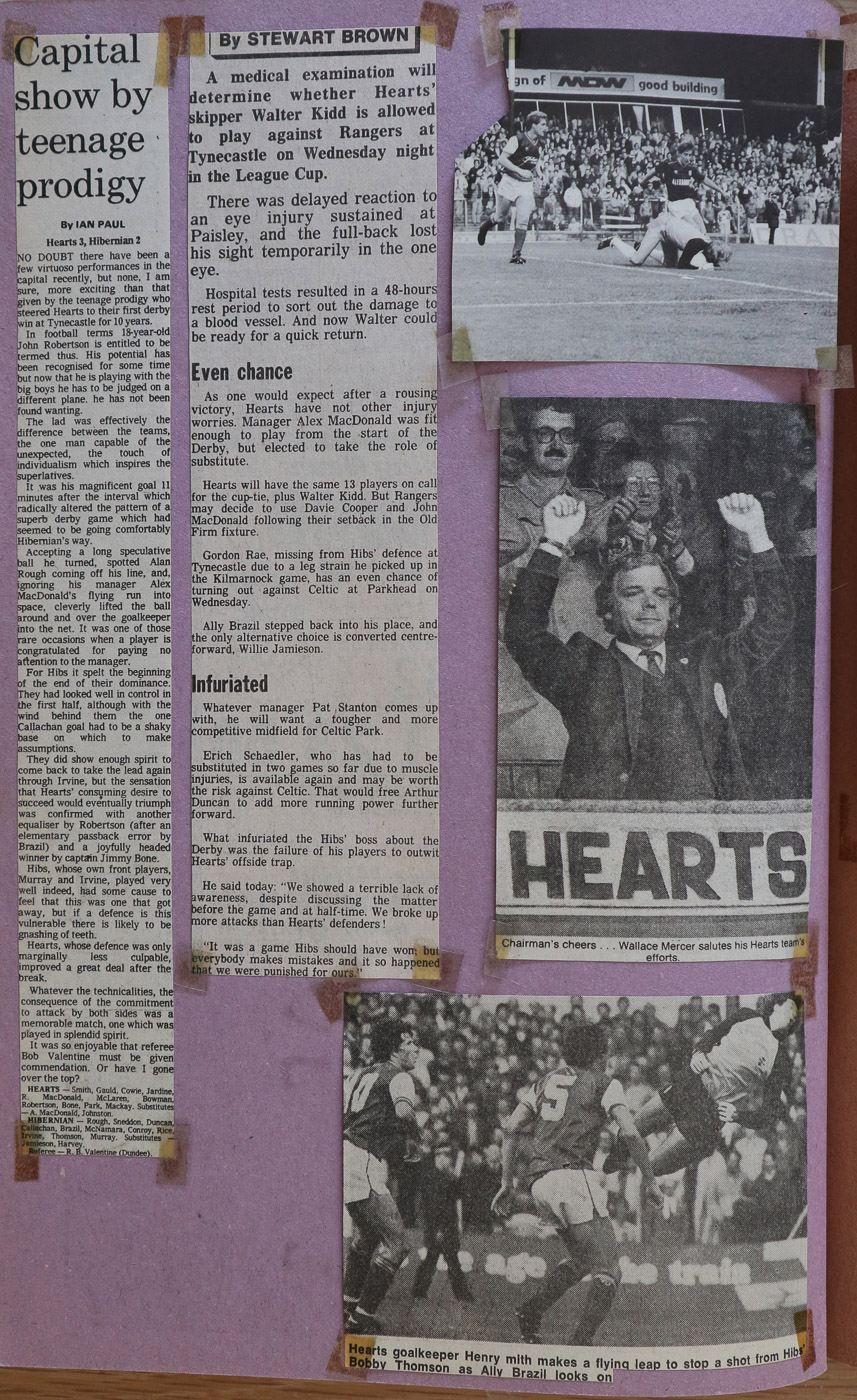 Capital
show by
teenage
prodigy
By IAN PAUL
Hearts 3, Hibernian 2
NO DOUBT there have been a
few virtuoso performances in the
capital recently, but none, I am
sure, more exciting than that
given by the teenage prodigy who
steered Hearts to their first derby
win at Tynecastle for 10 years.
In football terms 18-year-old
John Robertson is entitled to be
termed thus. His potential has
been recognised for some time
but now that he is playing with the
big boys he has to be judged on a
different plane. he has not been
found wanting.
The lad was effectively the
difference between the teams,
the one man capable of the
unexpected, the touch of
individualism which inspires the
superlatives.
It was his magnificent goal 11
minutes after the interval which
radically altered the pattern of a
superb derby game which had
seemed to be going comfortably
Hibernian's way.
Accepting a long speculative
ball he turned, spotted Alan
Rough coming off his line, and,
ignoring his manager Alex
MacDonald's flying run into
space, cleverly lifted the ball
around and over the goalkeeper
into the net. It was one of those
rare occasions when a player is
congratulated for paying no
attention to the manager.
For Hibs it spelt the beginning
of the end of their dominance.
They had looked well in control in
the first half, although with the
wind behind them the one
Callachan goal had to be a shaky
base on which to make
assumptions.
They did show enough spirit to
come back to take the lead again
through Irvine, but the sensation
that Hearts' consuming desire to
succeed would eventually triumph
was confirmed with another
equaliser by Robertson (after an
elementary passback error by
Brazil) and a joyfully headed
winner by captain Jimmy Bone.
Hibs, whose own front players,
Murray and Irvine, played very
well indeed, had some cause to
feel that this was one that got
away, but if a defence is this
vulnerable there is likely to be
gnashing of teeth.
Hearts, whose defence was only
marginally less culpable,
improved a great deal after the
break.
Whatever the technicalities, the
consequence of the commitment
to attack by both sides was a
memorable match, one which was
played in splendid spirit.
It was so enjoyable that referee
Bob Valentine must be given
commendation. Or have I gone
over the top?
HEARTS — Smith, Gauld, Cowie, Jardine,
R. MacDonald, McLaren, Bowman,
Robertson, Bone, Park, Mackay. Substitutes
— A. MacDonald, Johnston.
HIBERNIAN — Rough, Sneddon, Duncan,
Callachan, Brazil, McNamara, Conroy, Rice,
Irvine, Thomson, Murray. Substitutes —
Jamieson, Harvey.
Referee — R. B. Valentine (Dundee).
By STEWART BROWN
A medical examination will
determine whether Hearts'
skipper Walter Kidd is allowed
to play against Rangers at
Tynecastle on Wednesday night
in the League Cup.
There was delayed reaction to
an eye injury sustained at
Paisley, and the full-back lost
his sight temporarily in the one
eye.
Hospital tests resulted in a 48-hours
rest period to sort out the damage to
a blood vessel. And now Walter could
be ready for a quick return.
Even chance
As one would expect after a rousing
victory, Hearts have not other injury
worries. Manager Alex MacDonald was fit
enough to play from the start of the
Derby, but elected to take the role of
substitute.
Hearts will have the same 13 players on call
for the cup-tie, plus Walter Kidd. But Rangers
may decide to use Davie Cooper and John
MacDonald following their setback in the Old
Firm fixture.
Gordon Rae, missing from Hibs' defence at
Tynecastle due to a leg strain he picked up in
the Kilmarnock game, has an even chance of
turning out against Celtic at Parkhead on
Wednesday.
Ally Brazil stepped back into his place, and
the only alternative choice is converted centre-
forward, Willie Jamieson.
Infuriated
Whatever manager Pat Stanton comes up
with, he will want a tougher and more
competitive midfield for Celtic Park.
Erich Schaedler, who has had to be
substituted in two games so far due to muscle
injuries, is available again and may be worth
the risk against Celtic. That would free Arthur
Duncan to add more running power further
forward.
What infuriated the Hibs' boss about the
Derby was the failure of his players to outwit
Hearts' offside trap.
He said today: "We showed a terrible lack of
awareness, despite discussing the matter
before the game and at half-time. We broke up
more attacks than Hearts' defenders!
"It was a game Hibs should have won but
everybody makes mistakes and it so happened
that we were punished for ours."
gn of MDW good building
HEARTS
Chairman's cheers . . . Wallace Mercer salutes his Hearts team's
efforts.
5
the train
Hearts goalkeeper Henry mith makes a flying leap to stop a shot from Hibs'
Bobby Thomson as Ally Brazil looks on